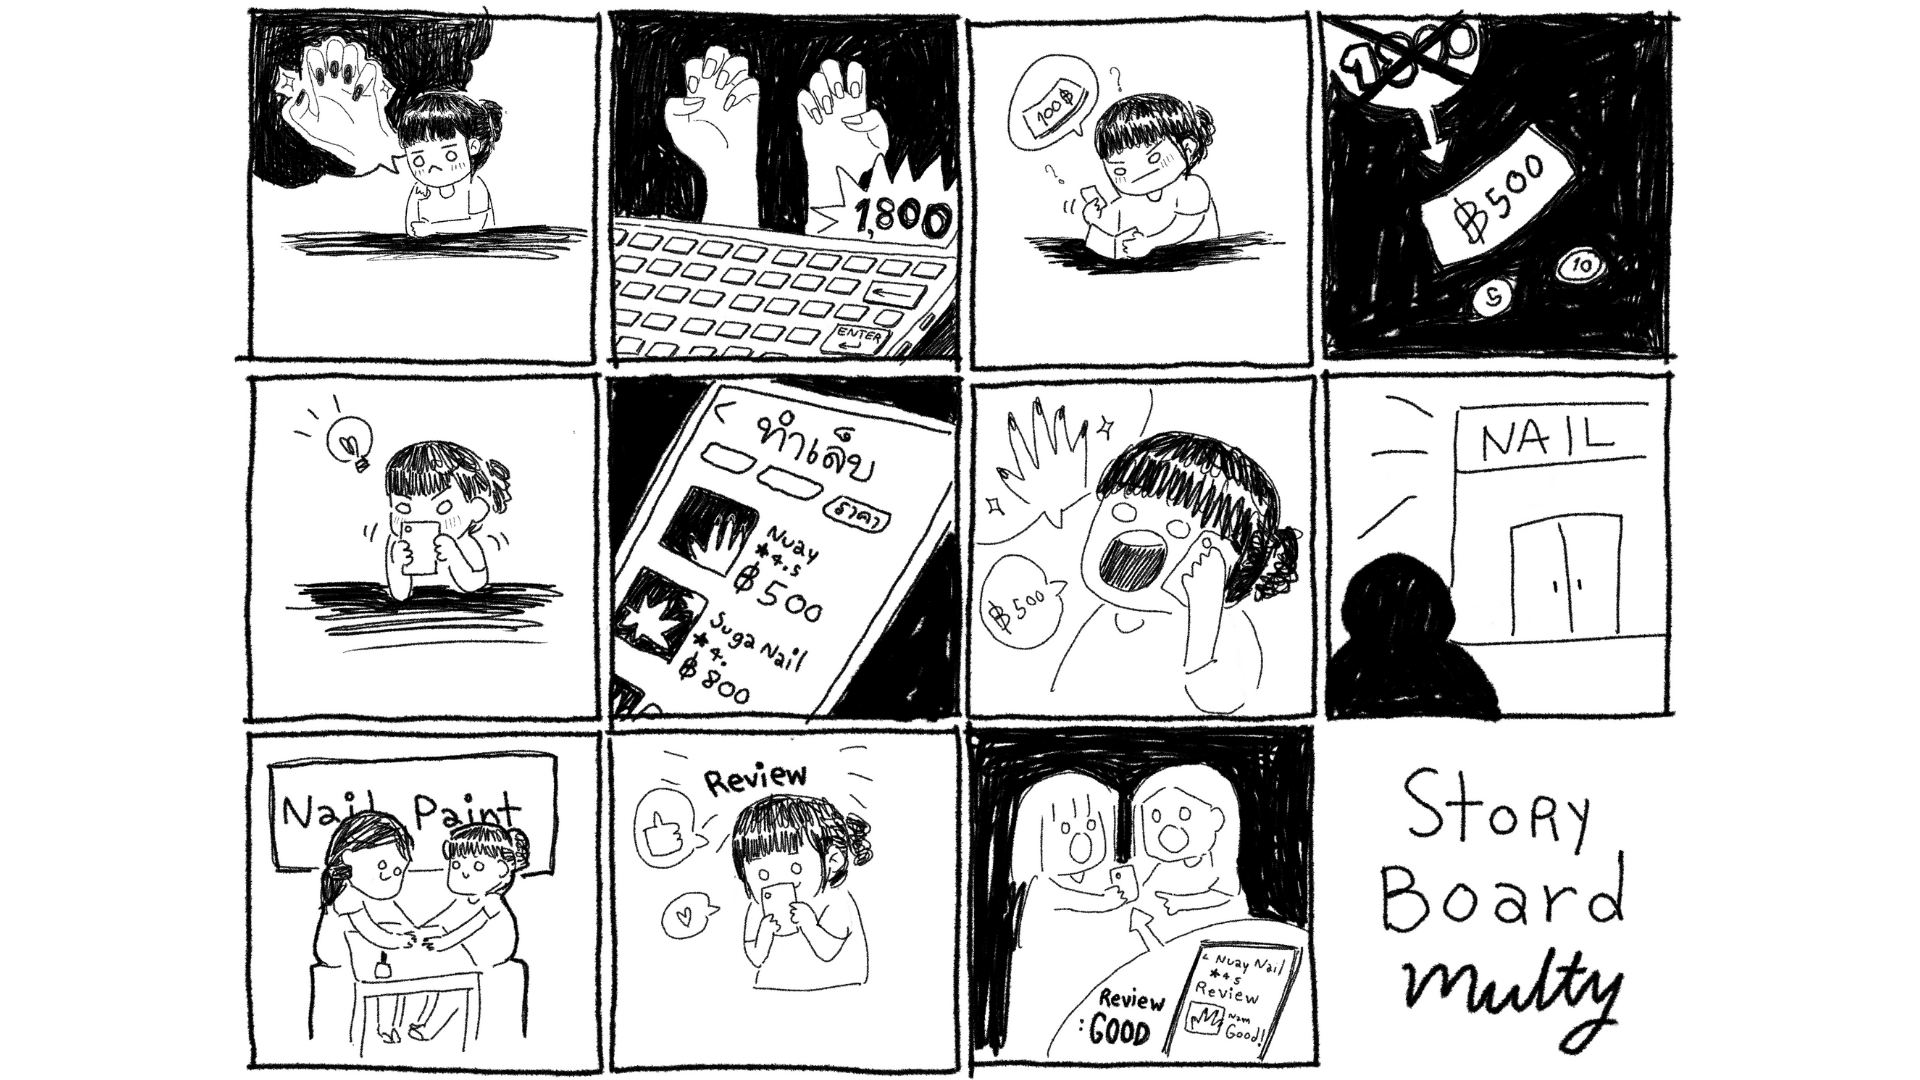 1,800
ENTER
?
?
100฿
฿500
5
10
<
ทำเล็บ
ราคา
Nuay
*4.5
฿500
Suga Nail
*4.
฿800
฿500
NAIL
Nail Paint
Review
Review
:GOOD
< Nuay Nail
*4.5
Review
Nam
Good!
Story
Board
Multy